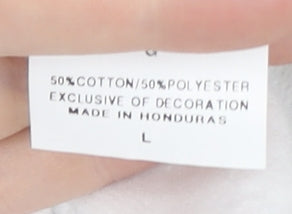 50%COTTON/50%POLYESTER
EXCLUSIVE OF DECORATION
MADE IN HONDURAS
L